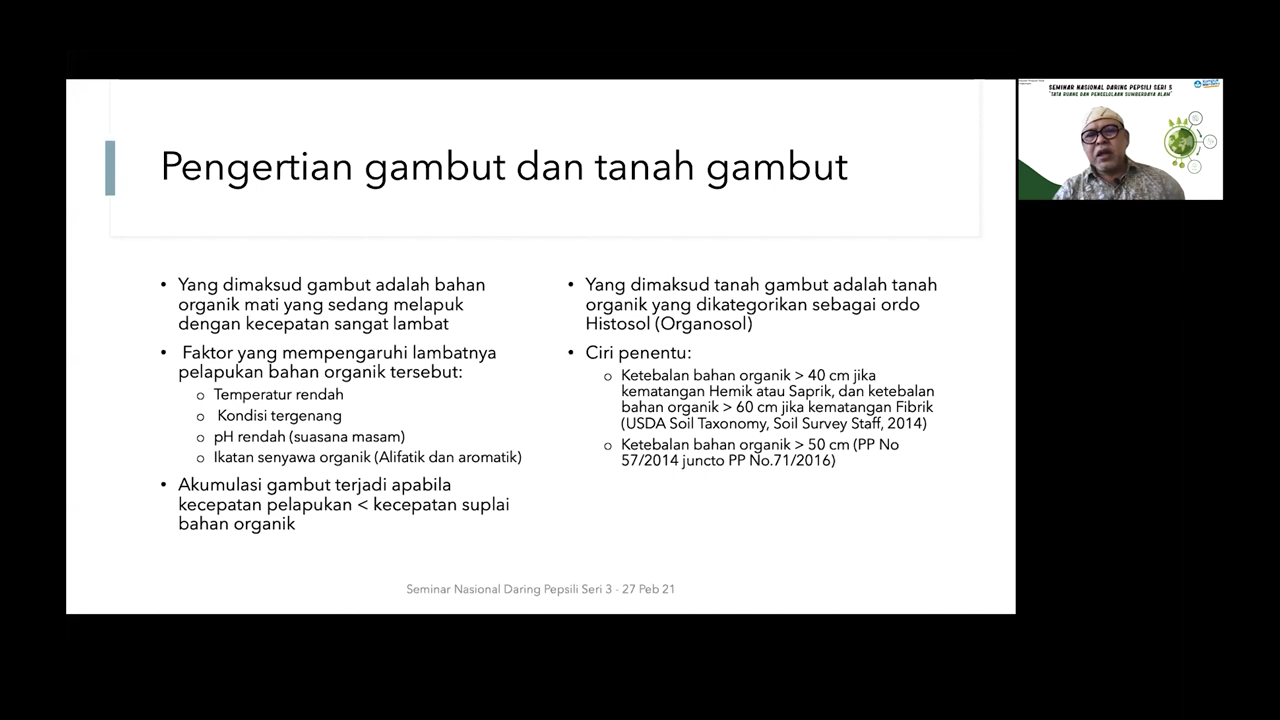 Pengertian gambut dan tanah gambut
• Yang dimaksud gambut adalah bahan
organik mati yang sedang melapuk
dengan kecepatan sangat lambat
• Faktor yang mempengaruhi lambatnya
pelapukan bahan organik tersebut:
o Temperatur rendah
o Kondisi tergenang
o pH rendah (suasana masam)
o Ikatan senyawa organik (Alifatik dan aromatik)
• Akumulasi gambut terjadi apabila
kecepatan pelapukan < kecepatan suplai
bahan organik
• Yang dimaksud tanah gambut adalah tanah
organik yang dikategorikan sebagai ordo
Histosol (Organosol)
• Ciri penentu:
o Ketebalan bahan organik > 40 cm jika
kematangan Hemik atau Saprik, dan ketebalan
bahan organik > 60 cm jika kematangan Fibrik
(USDA Soil Taxonomy, Soil Survey Staff, 2014)
o Ketebalan bahan organik > 50 cm (PP No
57/2014 juncto PP No.71/2016)
Seminar Nasional Daring Pepsili Seri 3 - 27 Peb 21
SEMINAR NASIONAL DARING PEPSILI SERI 3
"TATA RUANG DAN PENGELOLAAN SUMBERDAYA ALAM"